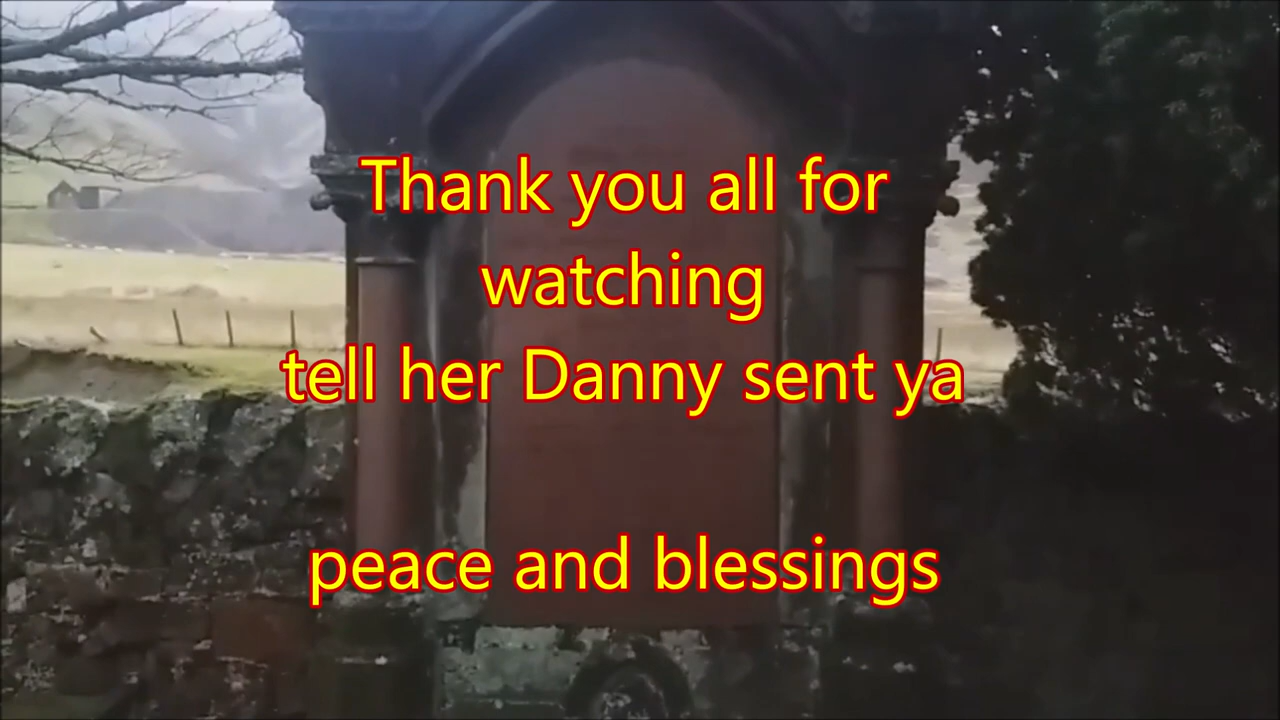 Thank you all for
watching
tell her Danny sent ya
peace and blessings